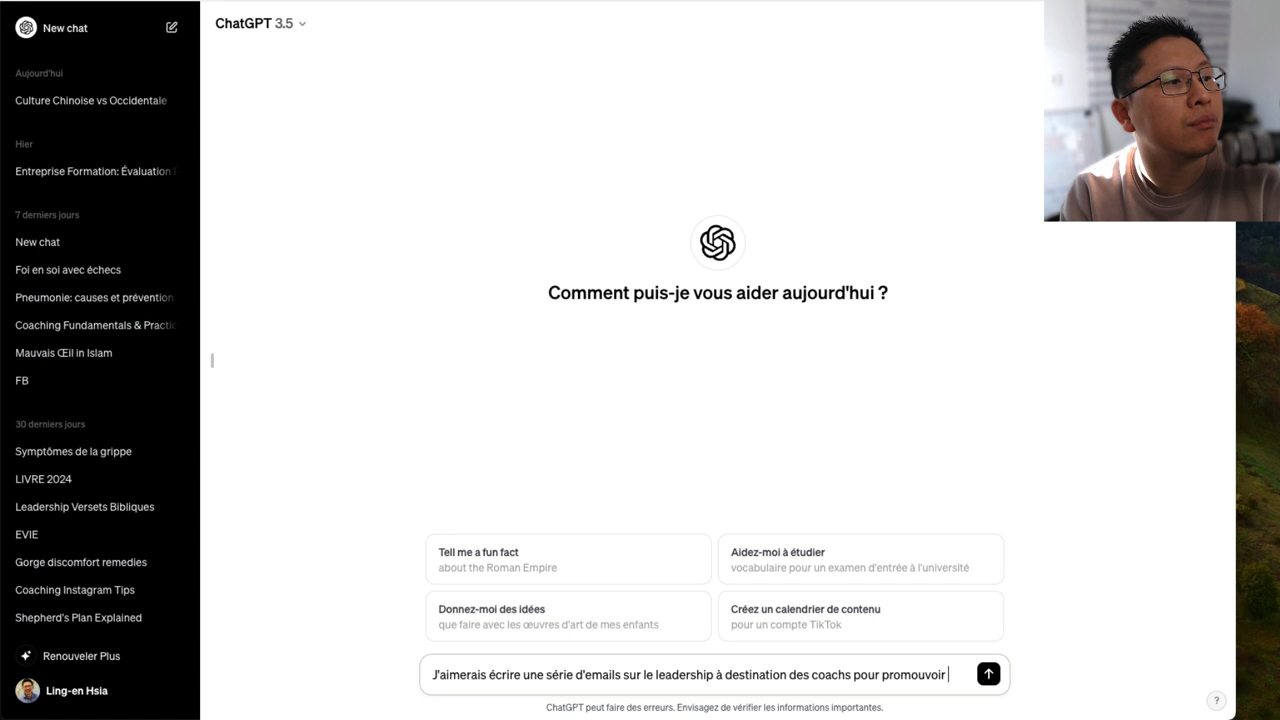 New chat
Aujourd'hui
Culture Chinoise vs Occidentale
Hier
Entreprise Formation: Évaluation
7 derniers jours
New chat
Foi en soi avec échecs
Pneumonie: causes et prévention
Coaching Fundamentals & Practic
Mauvais Œil in Islam
FB
30 derniers jours
Symptômes de la grippe
LIVRE 2024
Leadership Versets Bibliques
EVIE
Gorge discomfort remedies
Coaching Instagram Tips
Shepherd's Plan Explained
Renouveler Plus
Ling-en Hsia
ChatGPT 3.5
Comment puis-je vous aider aujourd'hui ?
Tell me a fun fact
about the Roman Empire
Aidez-moi à étudier
vocabulaire pour un examen d'entrée à l'université
Donnez-moi des idées
que faire avec les œuvres d'art de mes enfants
Créez un calendrier de contenu
pour un compte TikTok
J'aimerais écrire une série d'emails sur le leadership à destination des coachs pour promouvoir
ChatGPT peut faire des erreurs. Envisagez de vérifier les informations importantes.
?